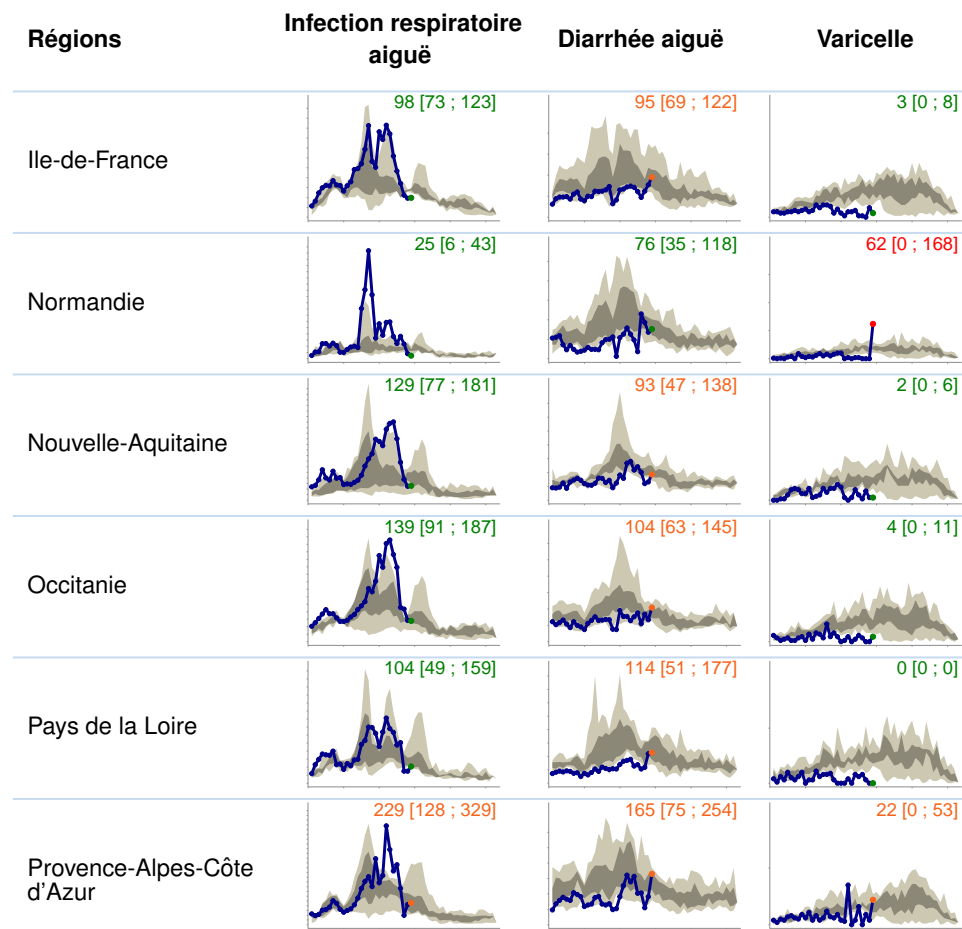 Régions
Infection respiratoire
aiguë
Diarrhée aiguë
Varicelle
Ile-de-France
98 [73 ; 123]
95 [69 ; 122]
3 [0 ; 8]
Normandie
25 [6 ; 43]
76 [35 ; 118]
62 [0 ; 168]
Nouvelle-Aquitaine
129 [77 ; 181]
93 [47 ; 138]
2 [0 ; 6]
Occitanie
139 [91 ; 187]
104 [63 ; 145]
4 [0 ; 11]
Pays de la Loire
104 [49 ; 159]
114 [51 ; 177]
0 [0 ; 0]
Provence-Alpes-Côte
d'Azur
229 [128 ; 329]
165 [75 ; 254]
22 [0 ; 53]